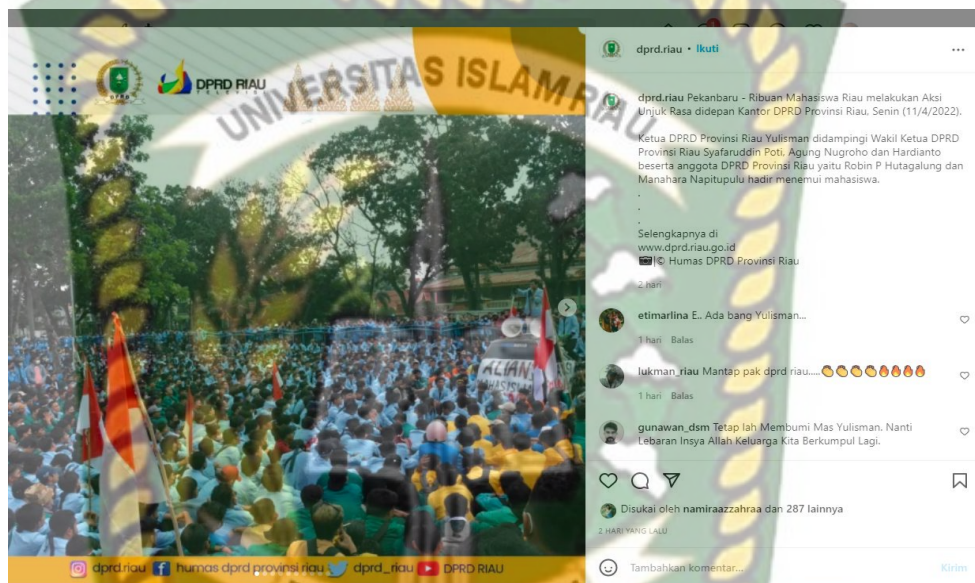 DPRD RIAU
TELEVISI
UNIVERSITAS ISLAM RIAU
ALIANSI
MAHASISWA
dprd.riau
humas dprd provinsi riau
dprd_riau
DPRD RIAU
dprd.riau • Ikuti
dprd.riau Pekanbaru - Ribuan Mahasiswa Riau melakukan Aksi
Unjuk Rasa didepan Kantor DPRD Provinsi Riau, Senin (11/4/2022).
Ketua DPRD Provinsi Riau Yulisman didampingi Wakil Ketua DPRD
Provinsi Riau Syafaruddin Poti, Agung Nugroho dan Hardianto
beserta anggota DPRD Provinsi Riau yaitu Robin P Hutagalung dan
Manahara Napitupulu hadir menemui mahasiswa.
.
.
.
Selengkapnya di
www.dprd.riau.go.id
📷|© Humas DPRD Provinsi Riau
2 hari
etimarlina E.. Ada bang Yulisman...
1 hari Balas
lukman_riau Mantap pak dprd riau.....👏👏👏👏🔥🔥🔥🔥
1 hari Balas
gunawan_dsm Tetap lah Membumi Mas Yulisman. Nanti
Lebaran Insya Allah Keluarga Kita Berkumpul Lagi.
Disukai oleh namiraazzahraa dan 287 lainnya
2 HARI YANG LALU
Tambahkan komentar...
Kirim